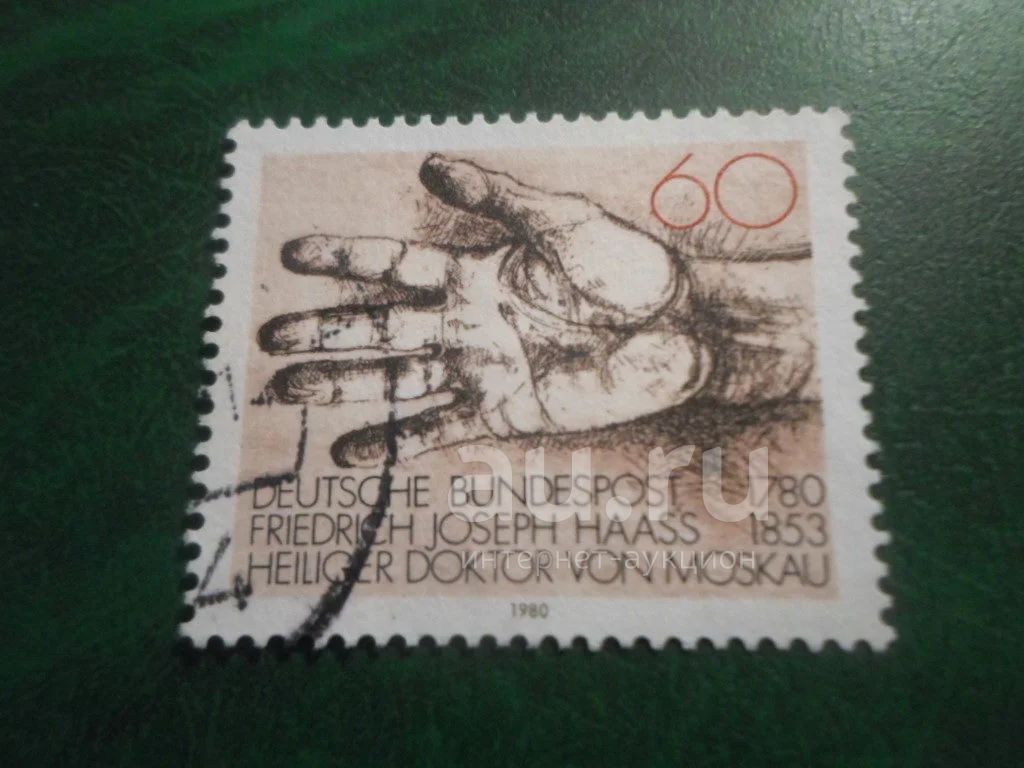 60
DEUTSCHE BUNDESPOST 1780
FRIEDRICH JOSEPH HAASS 1853
HEILIGER DOKTOR VON MOSKAU
1980
au.ru
интернет-аукцион